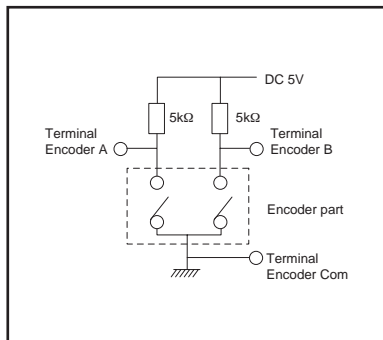 DC 5V
5kΩ
5kΩ
Terminal
Encoder A
Terminal
Encoder B
Encoder part
Terminal
Encoder Com